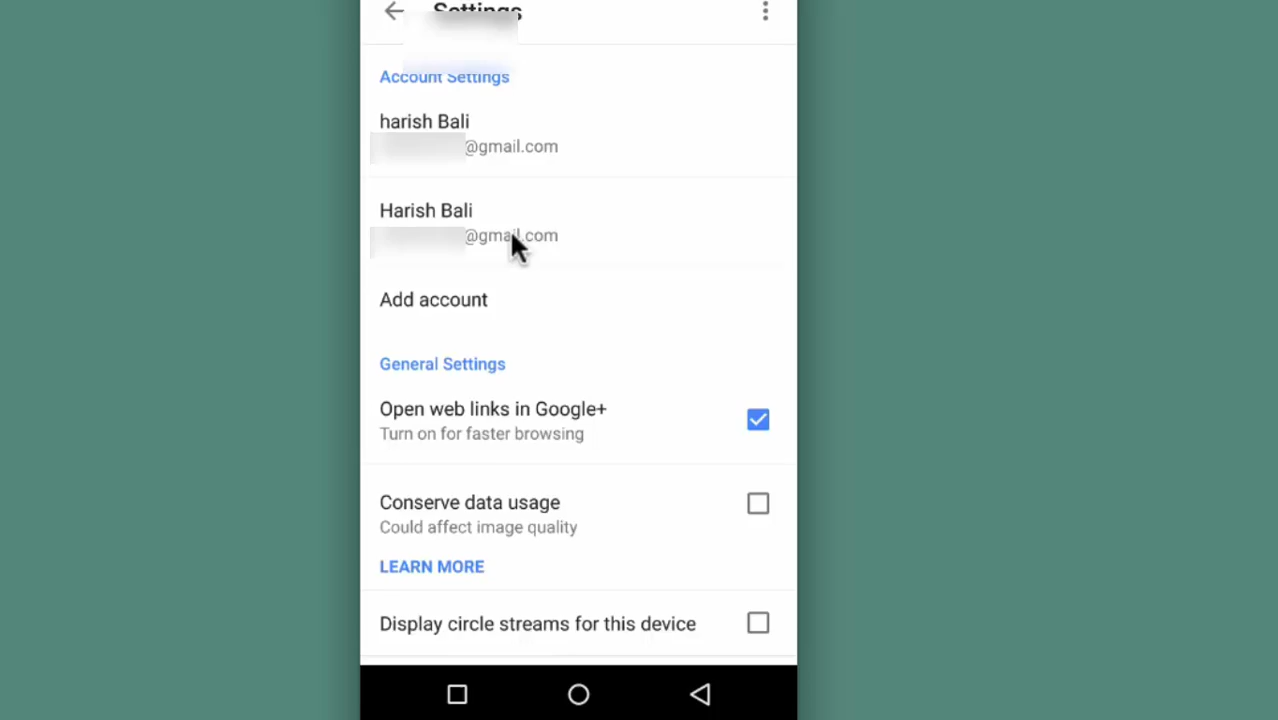 Settings
Account Settings
harish Bali
@gmail.com
Harish Bali
@gmail.com
Add account
General Settings
Open web links in Google+
Turn on for faster browsing
Conserve data usage
Could affect image quality
LEARN MORE
Display circle streams for this device